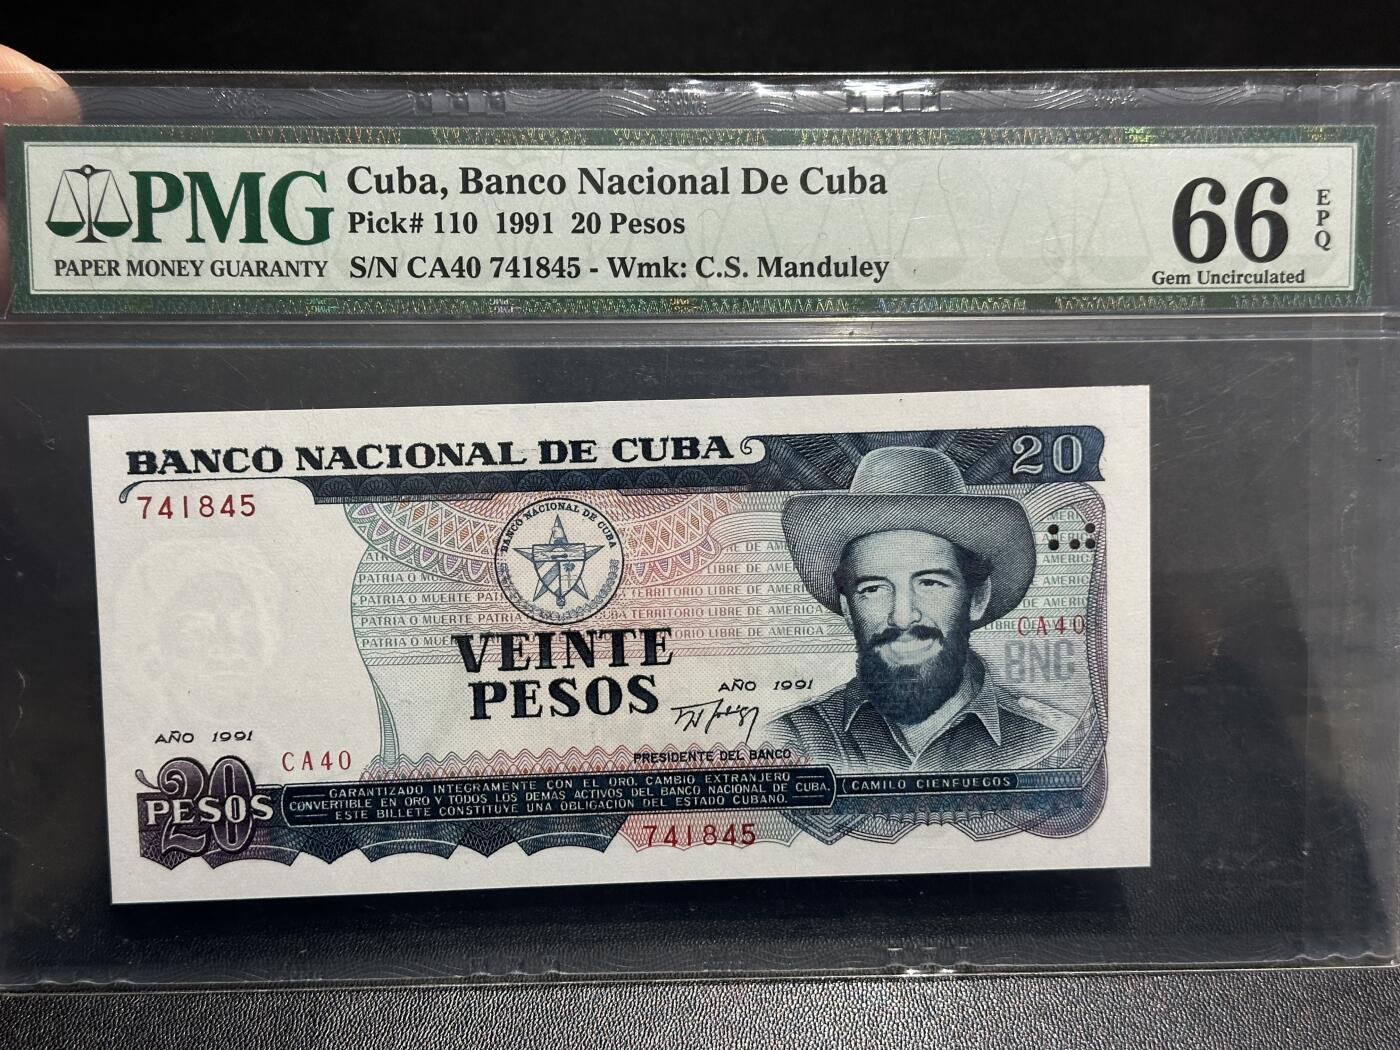 PMG
PAPER MONEY GUARANTY
Cuba, Banco Nacional De Cuba
Pick# 110 1991 20 Pesos
S/N CA40 741845 - Wmk: C.S. Manduley
66
EPQ
Gem Uncirculated
BANCO NACIONAL DE CUBA
20
741845
BANCO NACIONAL DE CUBA
LIBRE DE AMERICA
PATRIA O MUERTE
TERRITORIO LIBRE DE AMERICA
VEINTE
PESOS
CA40
BNC
AÑO 1991
AÑO 1991
CA40
PRESIDENTE DEL BANCO
20
PESOS
GARANTIZADO INTEGRAMENTE CON EL ORO, CAMBIO EXTRANJERO
CONVERTIBLE EN ORO Y TODOS LOS DEMAS ACTIVOS DEL BANCO NACIONAL DE CUBA.
ESTE BILLETE CONSTITUYE UNA OBLIGACION DEL ESTADO CUBANO.
CAMILO CIENFUEGOS
741845